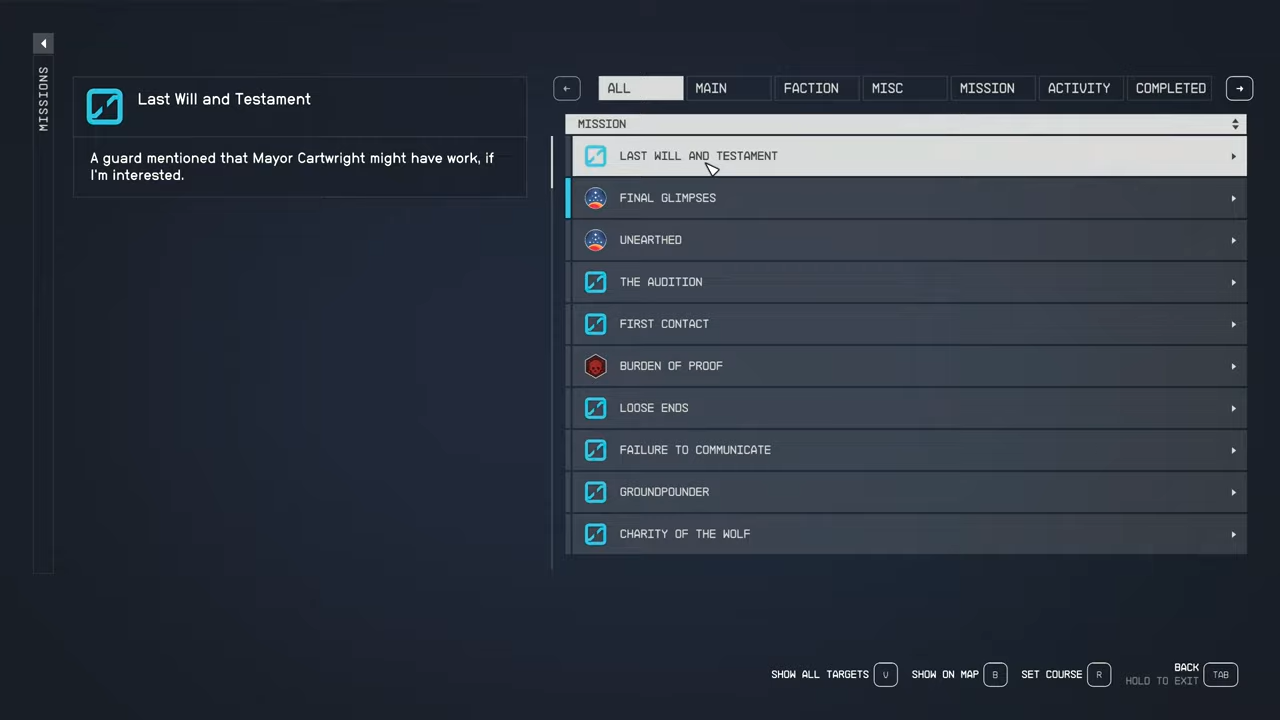 MISSIONS
Last Will and Testament
A guard mentioned that Mayor Cartwright might have work, if
I'm interested.
ALL MAIN FACTION MISC MISSION ACTIVITY COMPLETED
MISSION
LAST WILL AND TESTAMENT
FINAL GLIMPSES
UNEARTHED
THE AUDITION
FIRST CONTACT
BURDEN OF PROOF
LOOSE ENDS
FAILURE TO COMMUNICATE
GROUNDPOUNDER
CHARITY OF THE WOLF
SHOW ALL TARGETS V SHOW ON MAP B SET COURSE R BACK TAB
HOLD TO EXIT